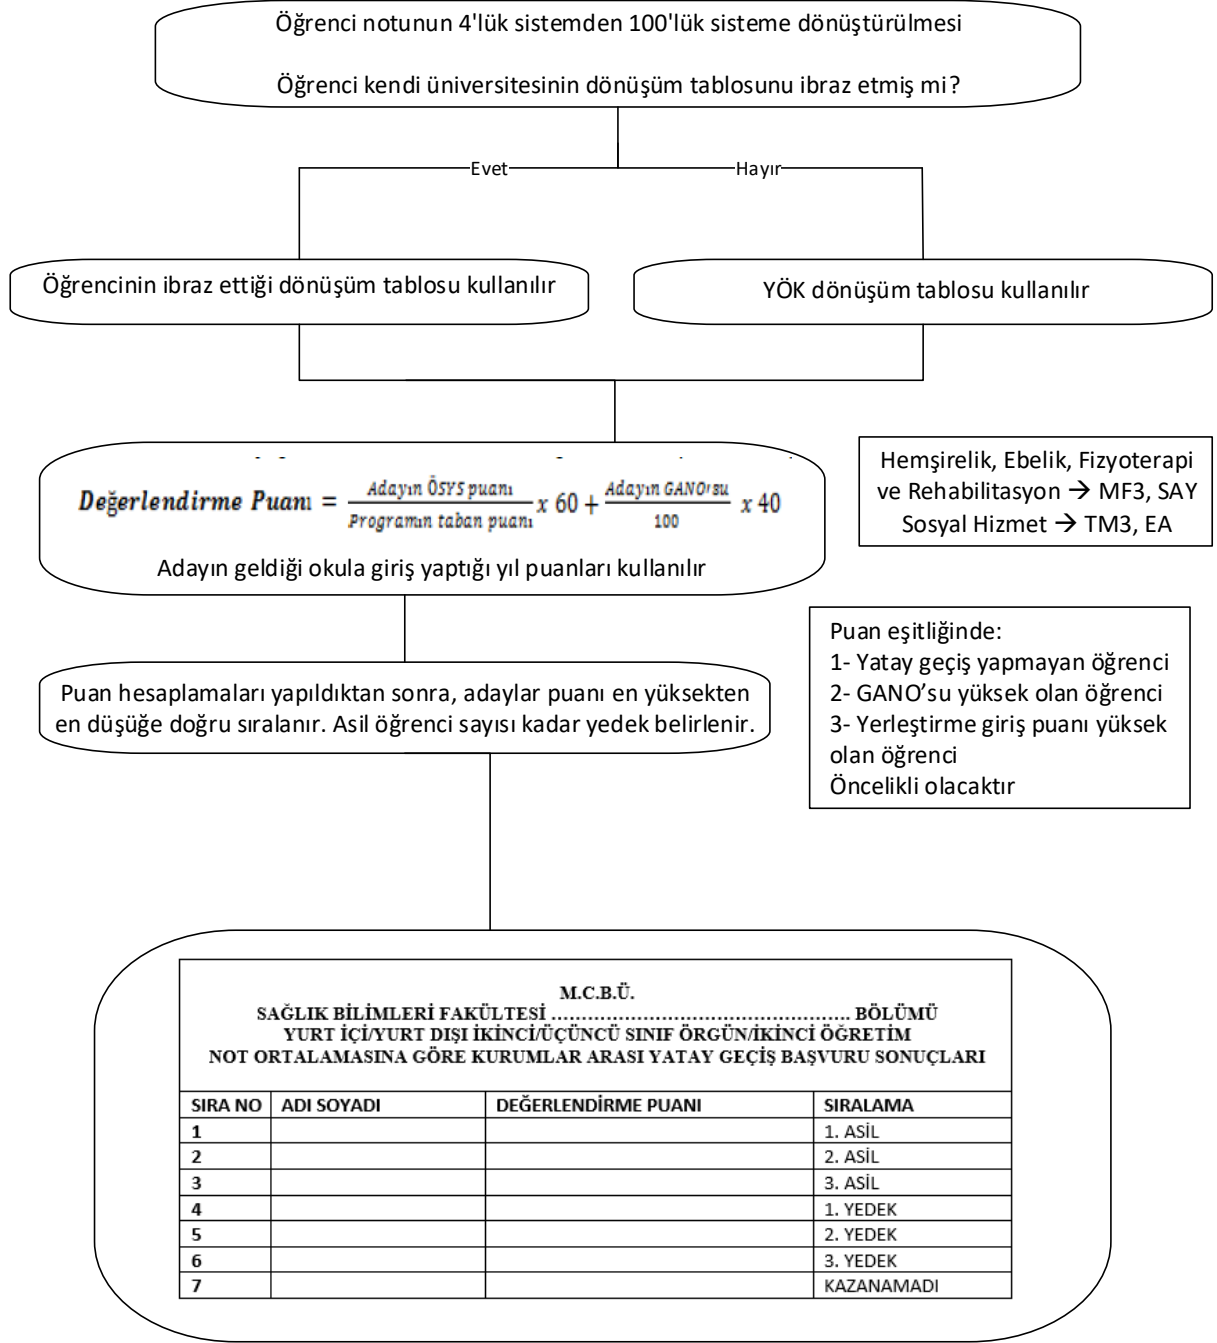 Öğrenci notunun 4'lük sistemden 100'lük sisteme dönüştürülmesi
Öğrenci kendi üniversitesinin dönüşüm tablosunu ibraz etmiş mi?
Evet
Hayır
Öğrencinin ibraz ettiği dönüşüm tablosu kullanılır
YÖK dönüşüm tablosu kullanılır
Değerlendirme Puanı = Adayın ÖSYS puanı / Programın taban puanı x 60 + Adayın GANO'su / 100 x 40
Adayın geldiği okula giriş yaptığı yıl puanları kullanılır
Hemşirelik, Ebelik, Fizyoterapi
ve Rehabilitasyon → MF3, SAY
Sosyal Hizmet → TM3, EA
Puan hesaplamaları yapıldıktan sonra, adaylar puanı en yüksekten
en düşüğe doğru sıralanır. Asil öğrenci sayısı kadar yedek belirlenir.
Puan eşitliğinde:
1- Yatay geçiş yapmayan öğrenci
2- GANO’su yüksek olan öğrenci
3- Yerleştirme giriş puanı yüksek
olan öğrenci
Öncelikli olacaktır
M.C.B.Ü.
SAĞLIK BİLİMLERİ FAKÜLTESİ ………………………………………… BÖLÜMÜ
YURT İÇİ/YURT DIŞI İKİNCİ/ÜÇÜNCÜ SINIF ÖRGÜN/İKİNCİ ÖĞRETİM
NOT ORTALAMASINA GÖRE KURUMLAR ARASI YATAY GEÇİŞ BAŞVURU SONUÇLARI
SIRA NO ADI SOYADI DEĞERLENDİRME PUANI SIRALAMA
1 1. ASİL
2 2. ASİL
3 3. ASİL
4 1. YEDEK
5 2. YEDEK
6 3. YEDEK
7 KAZANAMADI